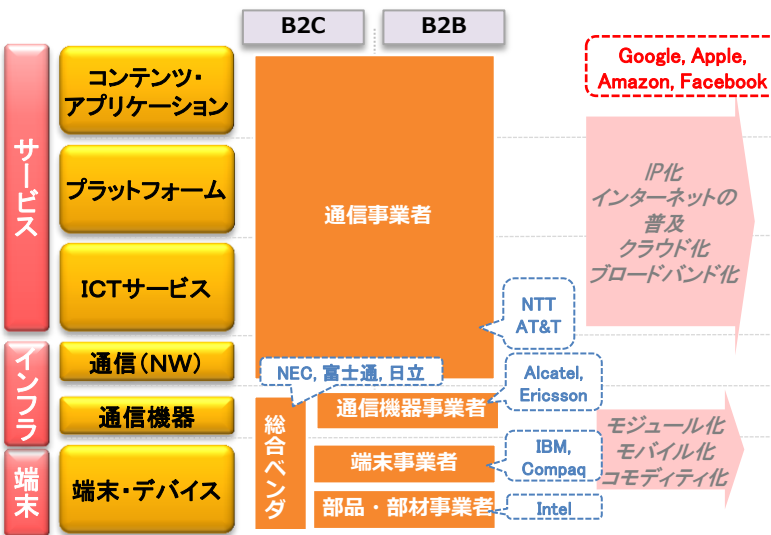 B2C
B2B
サービス
インフラ
端末
コンテンツ・
アプリケーション
プラットフォーム
ICTサービス
通信(NW)
通信機器
端末・デバイス
通信事業者
NTT
AT&T
NEC, 富士通, 日立
総合ベンダ
通信機器事業者
Alcatel,
Ericsson
端末事業者
IBM,
Compaq
部品・部材事業者
Intel
Google, Apple,
Amazon, Facebook
IP化
インターネットの
普及
クラウド化
ブロードバンド化
モジュール化
モバイル化
コモディティ化